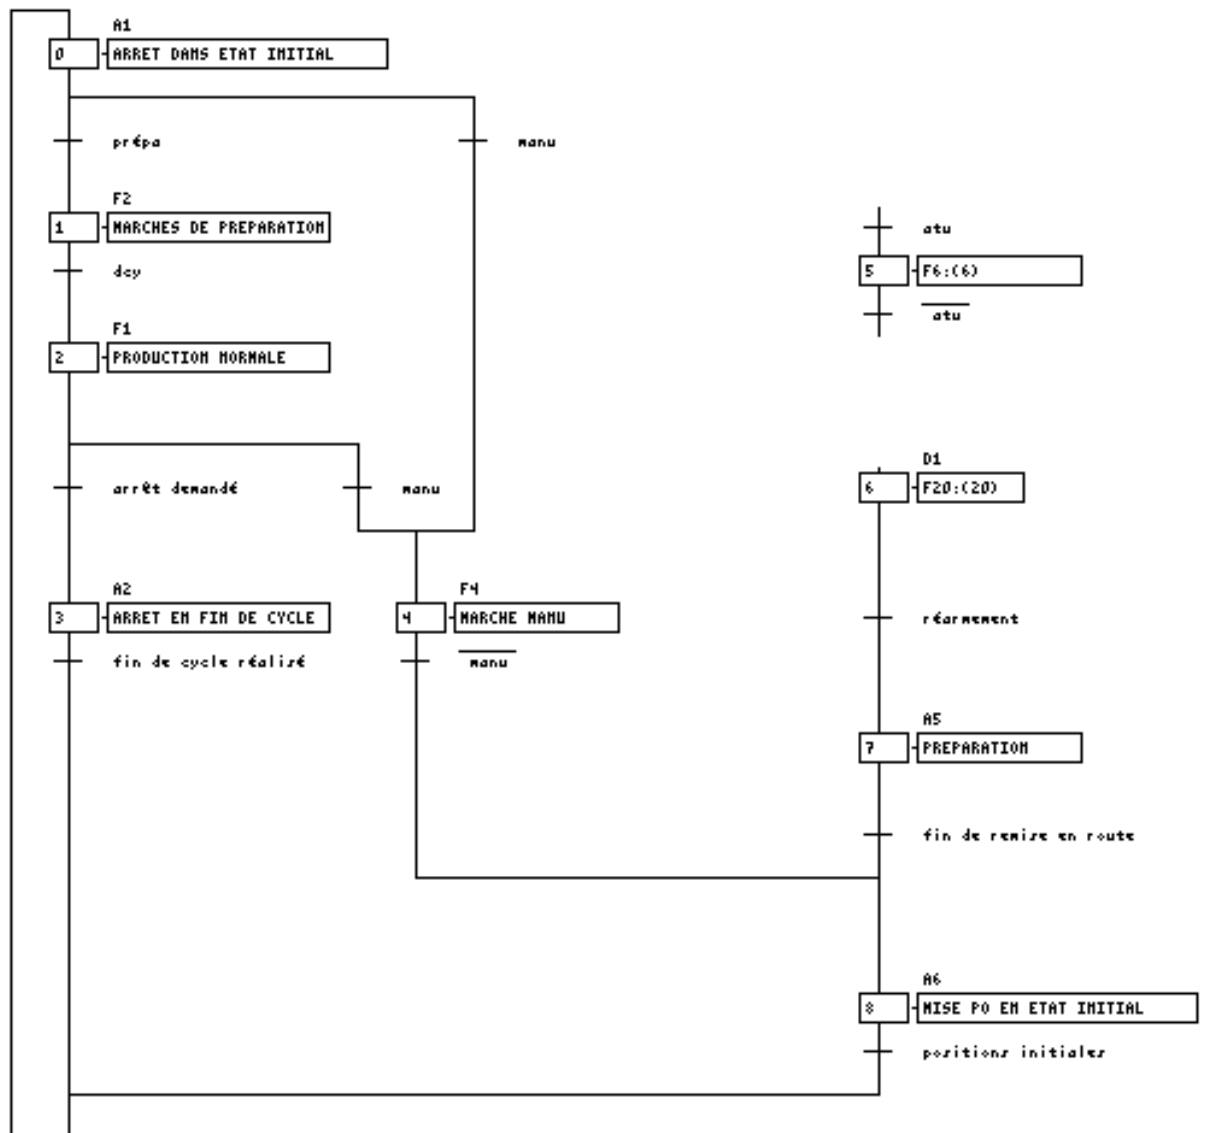 A1
0 ARRET DANS ETAT INITIAL
prépa manu
F2
1 MARCHES DE PREPARATION
atu
dcy
5 F6:(6)
atu
F1
2 PRODUCTION NORMALE
D1
arrêt demandé manu
6 F20:(20)
A2 F4
3 ARRET EN FIN DE CYCLE 4 MARCHE MANU réarmement
fin de cycle réalisé manu
A5
7 PREPARATION
fin de remise en route
A6
8 MISE PO EN ETAT INITIAL
positions initiales